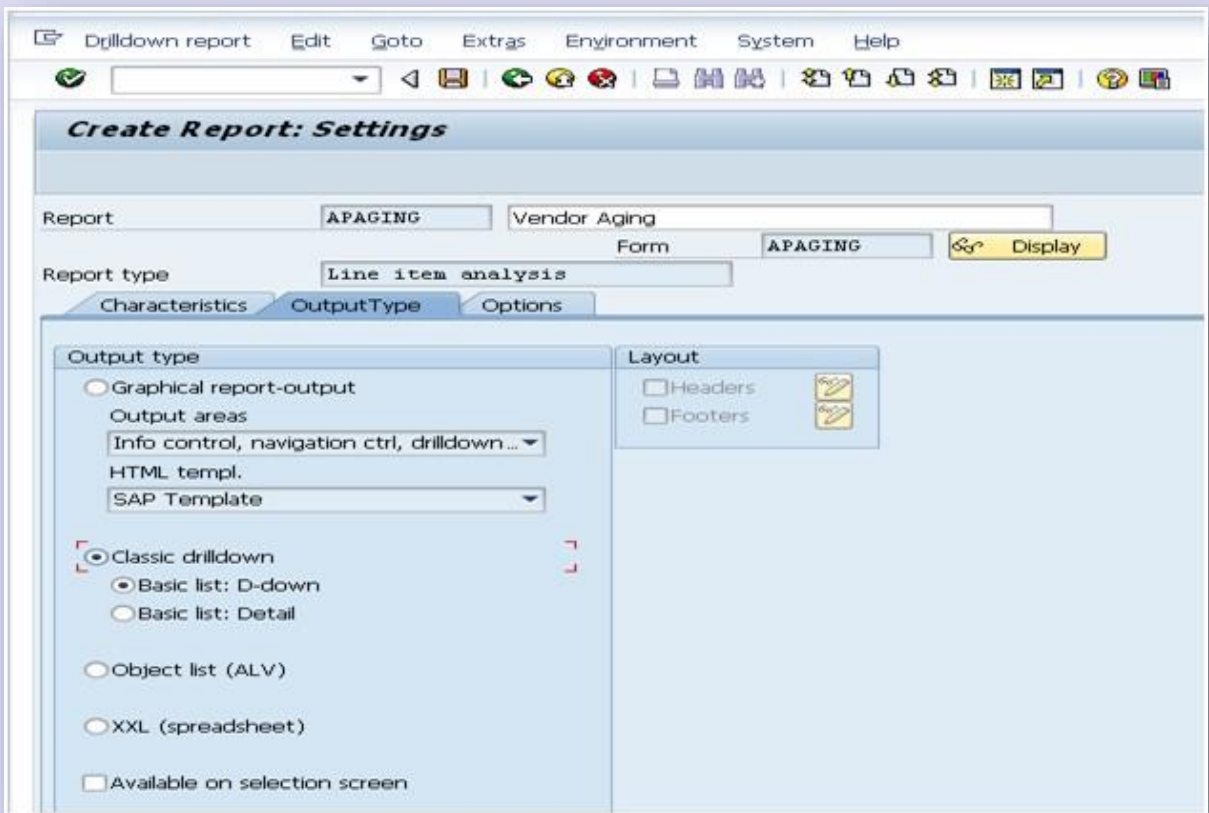 Drilldown report Edit Goto Extras Environment System Help
Create Report: Settings
Report APAGING Vendor Aging
Form APAGING Display
Report type Line item analysis
Characteristics OutputType Options
Output type Layout
Graphical report-output Headers
Output areas Footers
Info control, navigation ctrl, drilldown...
HTML templ.
SAP Template
Classic drilldown
Basic list: D-down
Basic list: Detail
Object list (ALV)
XXL (spreadsheet)
Available on selection screen